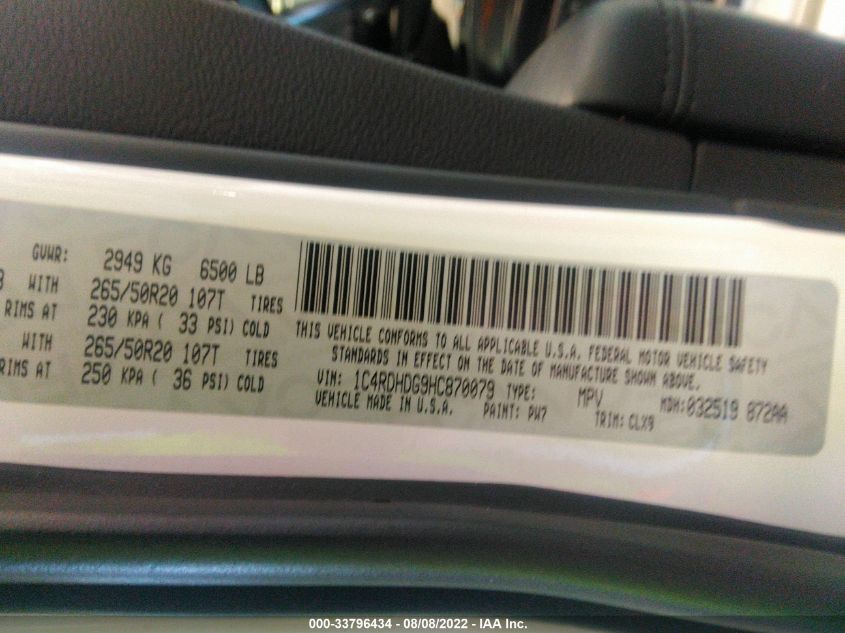 GVWR: 2949 KG 6500 LB
WITH 265/50R20 107T TIRES
RIMS AT 230 KPA ( 33 PSI) COLD
WITH 265/50R20 107T TIRES
RIMS AT 250 KPA ( 36 PSI) COLD
THIS VEHICLE CONFORMS TO ALL APPLICABLE U.S.A. FEDERAL MOTOR VEHICLE SAFETY
STANDARDS IN EFFECT ON THE DATE OF MANUFACTURE SHOWN ABOVE.
VIN: 1C4RDHDG9HC870079 TYPE: MPV MDH:032519 872AA
VEHICLE MADE IN U.S.A. PAINT: PW7 TRIM: CLX9
000-33796434 - 08/08/2022 - IAA Inc.